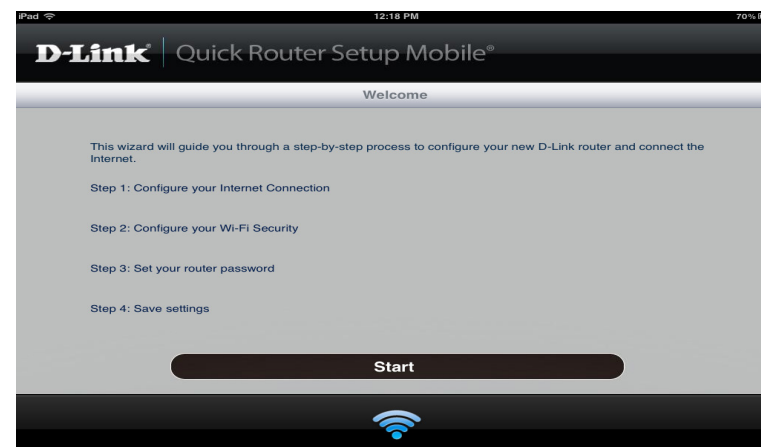 iPad 12:18 PM 70%
D-Link® Quick Router Setup Mobile®
Welcome
This wizard will guide you through a step-by-step process to configure your new D-Link router and connect the
Internet.
Step 1: Configure your Internet Connection
Step 2: Configure your Wi-Fi Security
Step 3: Set your router password
Step 4: Save settings
Start